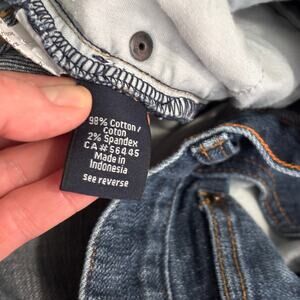 98% Cotton/
Coton
2% Spandex
CA# 56445
Made in
Indonesia
see reverse